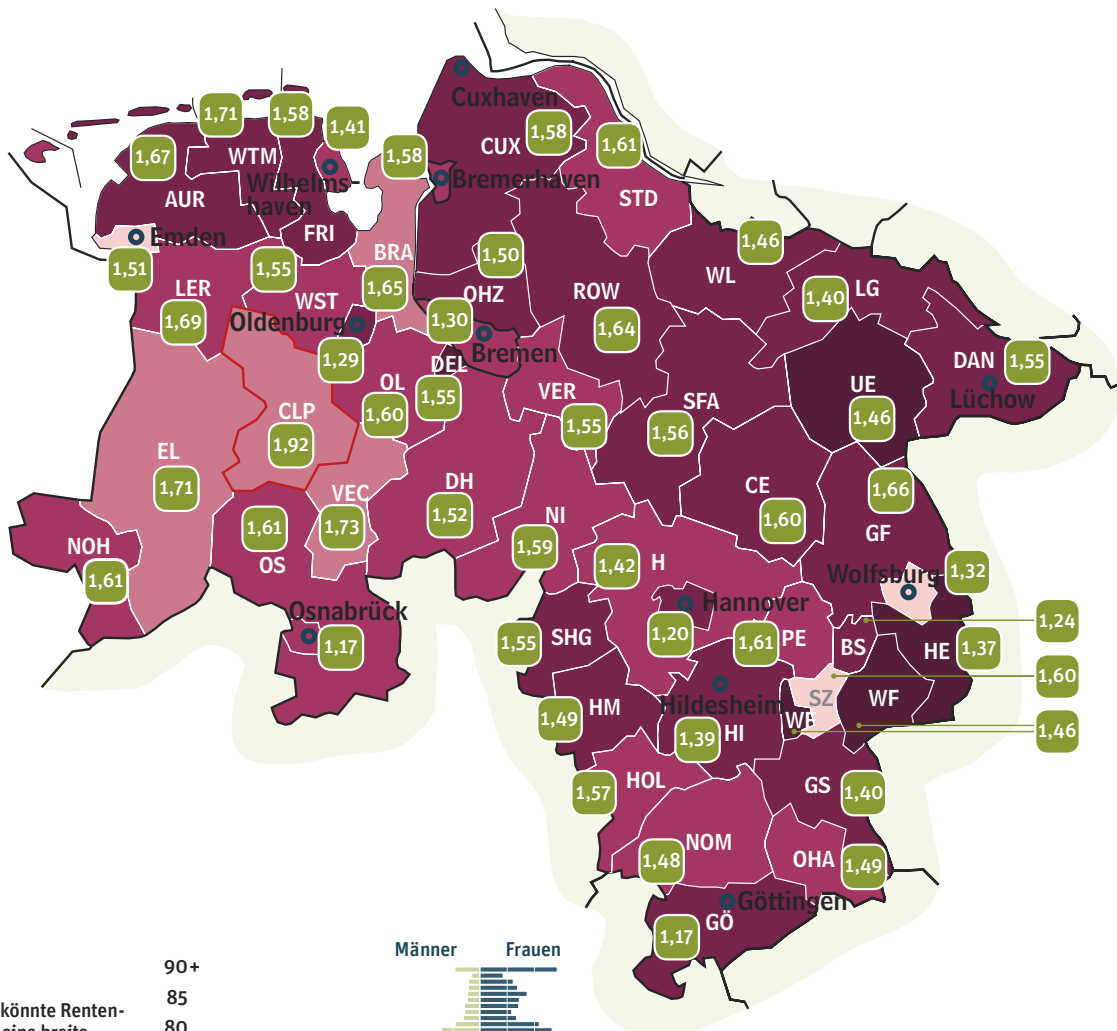 Cuxhaven
1,71
1,58
1,41
1,58
CUX
1,58
1,61
1,67
WTM
Wilhelms-
haven
Bremerhaven
AUR
STD
Emden
FRI
1,51
1,55
BRA
1,50
1,46
WL
LER
WST
1,65
OHZ
ROW
1,40
LG
1,69
Oldenburg
1,30
Bremen
1,64
DAN
1,55
1,29
DEL
OL
1,55
VER
UE
Lüchow
CLP
1,60
SFA
1,92
1,55
1,56
1,46
EL
1,71
VEC
DH
CE
1,66
1,61
1,73
1,52
NI
1,60
GF
NOH
OS
1,59
1,42
H
Wolfsburg
1,32
1,61
Osnabrück
Hannover
1,24
1,17
SHG
1,20
1,61
PE
BS
HE
1,37
1,55
1,60
Hildesheim
SZ
WF
HM
WF
1,49
1,39
HI
1,46
HOL
GS
1,57
1,40
NOM
OHA
1,48
1,49
Göttingen
GÖ
1,17
Männer Frauen
90+
85
könnte Renten-
80
eine breite